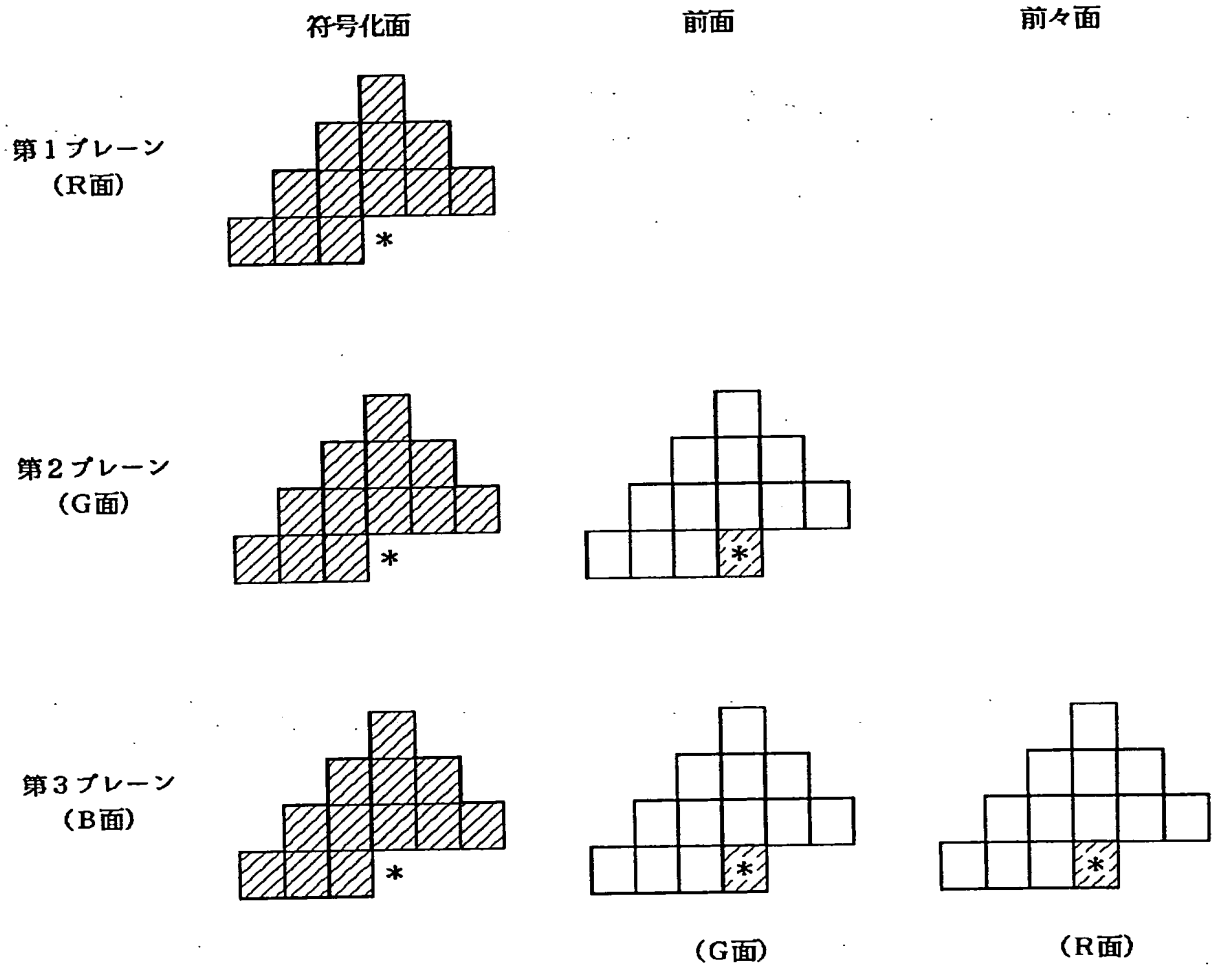 符号化面 前面 前々面
第1プレーン
(R面)
*
第2プレーン
(G面)
* *
第3プレーン
(B面)
* * *
(G面) (R面)